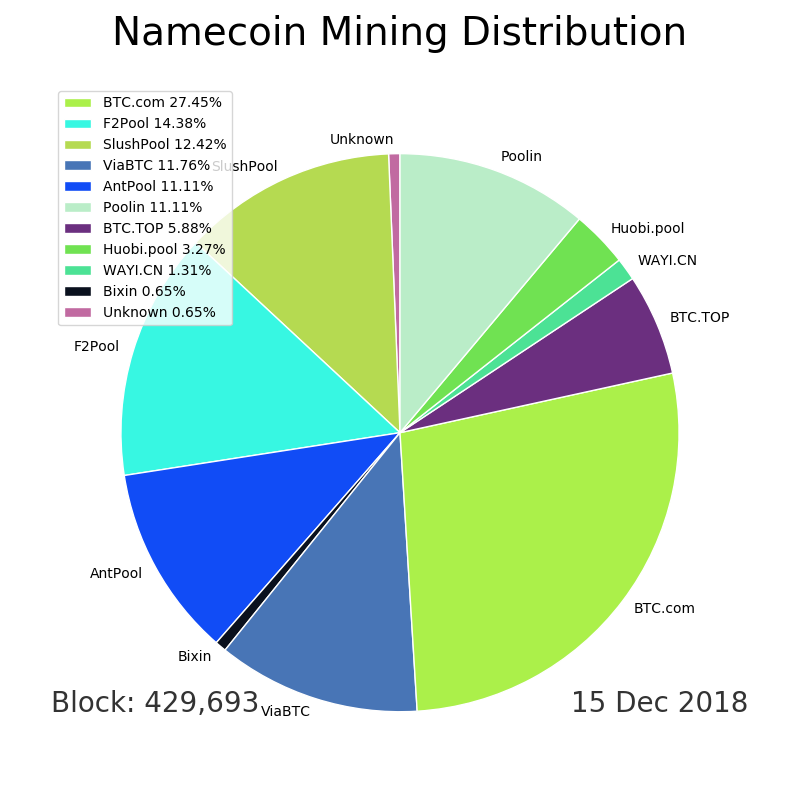 Namecoin Mining Distribution
BTC.com 27.45%
F2Pool 14.38%
SlushPool 12.42%
ViaBTC 11.76%
AntPool 11.11%
Poolin 11.11%
BTC.TOP 5.88%
Huobi.pool 3.27%
WAYI.CN 1.31%
Bixin 0.65%
Unknown 0.65%
Unknown
Poolin
SlushPool
Huobi.pool
WAYI.CN
BTC.TOP
F2Pool
AntPool
BTC.com
Bixin
ViaBTC
Block: 429,693
15 Dec 2018